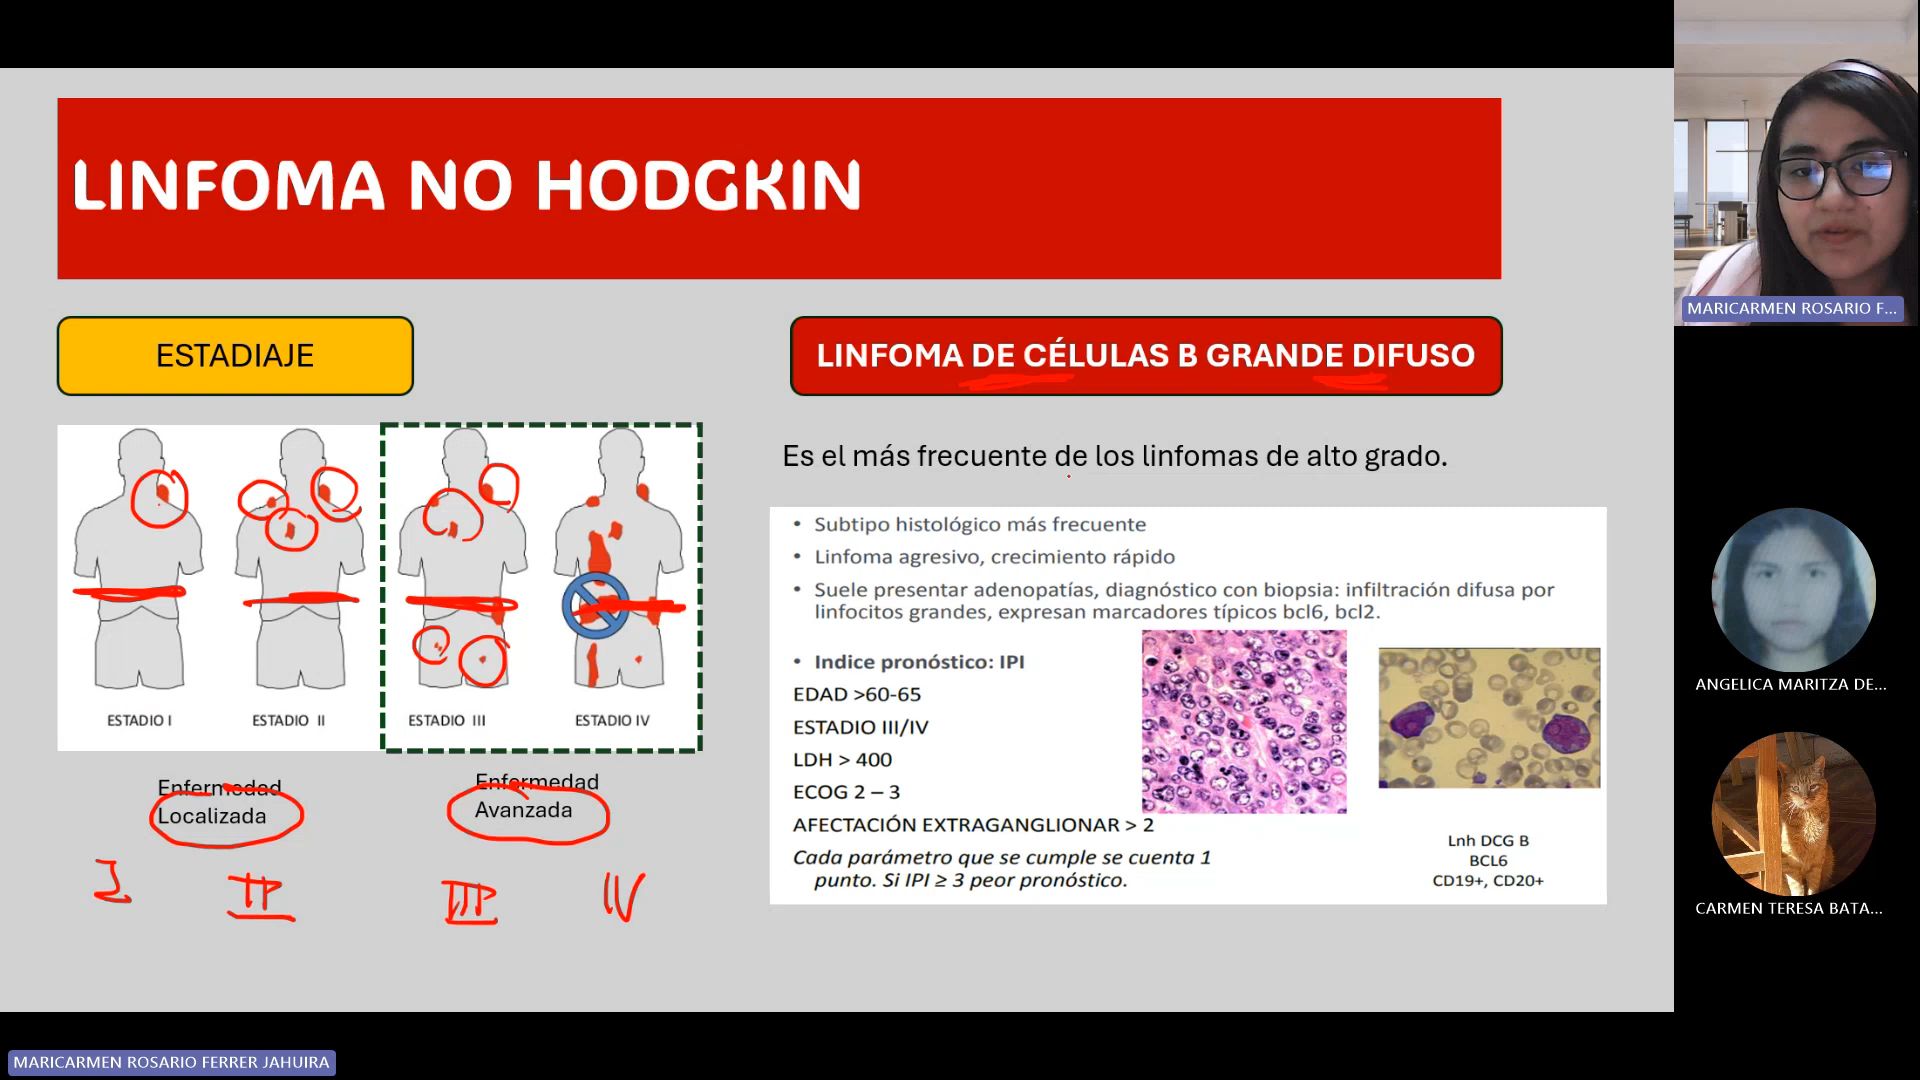 LINFOMA NO HODGKIN
ESTADIAJE
ESTADIO I
ESTADIO II
ESTADIO III
ESTADIO IV
Enfermedad
Localizada
Enfermedad
Avanzada
I
II
III
IV
LINFOMA DE CÉLULAS B GRANDE DIFUSO
Es el más frecuente de los linfomas de alto grado.
• Subtipo histológico más frecuente
• Linfoma agresivo, crecimiento rápido
• Suele presentar adenopatías, diagnóstico con biopsia: infiltración difusa por
linfocitos grandes, expresan marcadores típicos bcl6, bcl2.
• Indice pronóstico: IPI
EDAD >60-65
ESTADIO III/IV
LDH > 400
ECOG 2 – 3
AFECTACIÓN EXTRAGANGLIONAR > 2
Cada parámetro que se cumple se cuenta 1
punto. Si IPI ≥ 3 peor pronóstico.
Lnh DCG B
BCL6
CD19+, CD20+
MARICARMEN ROSARIO F...
ANGELICA MARITZA DE...
CARMEN TERESA BATA...
MARICARMEN ROSARIO FERRER JAHUIRA